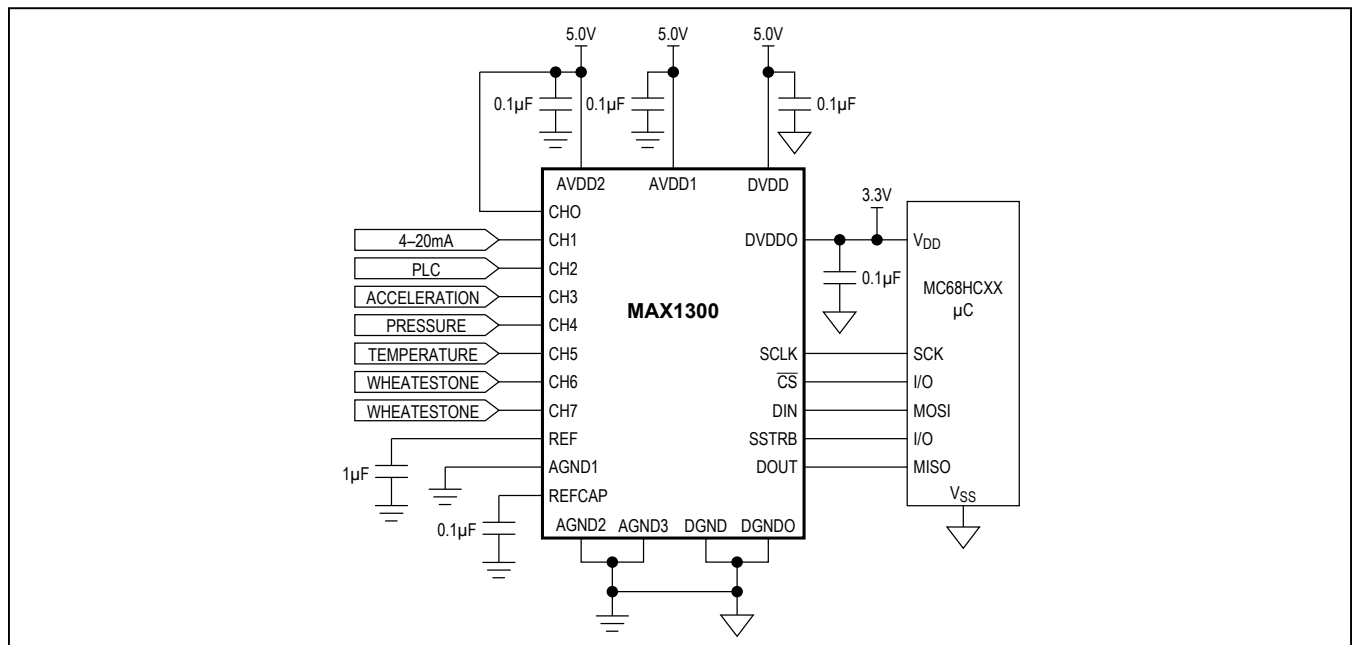 5.0V 5.0V 5.0V
0.1µF 0.1µF 0.1µF
AVDD2 AVDD1 DVDD
CHO
4–20mA CH1
PLC CH2
ACCELERATION CH3
PRESSURE CH4
TEMPERATURE CH5
WHEATESTONE CH6
WHEATESTONE CH7
REF
1µF
AGND1
REFCAP
0.1µF
AGND2 AGND3 DGND DGNDO
MAX1300
DVDDO
SCLK
CS
DIN
SSTRB
DOUT
3.3V
0.1µF
VDD
MC68HCXX
µC
SCK
I/O
MOSI
I/O
MISO
VSS